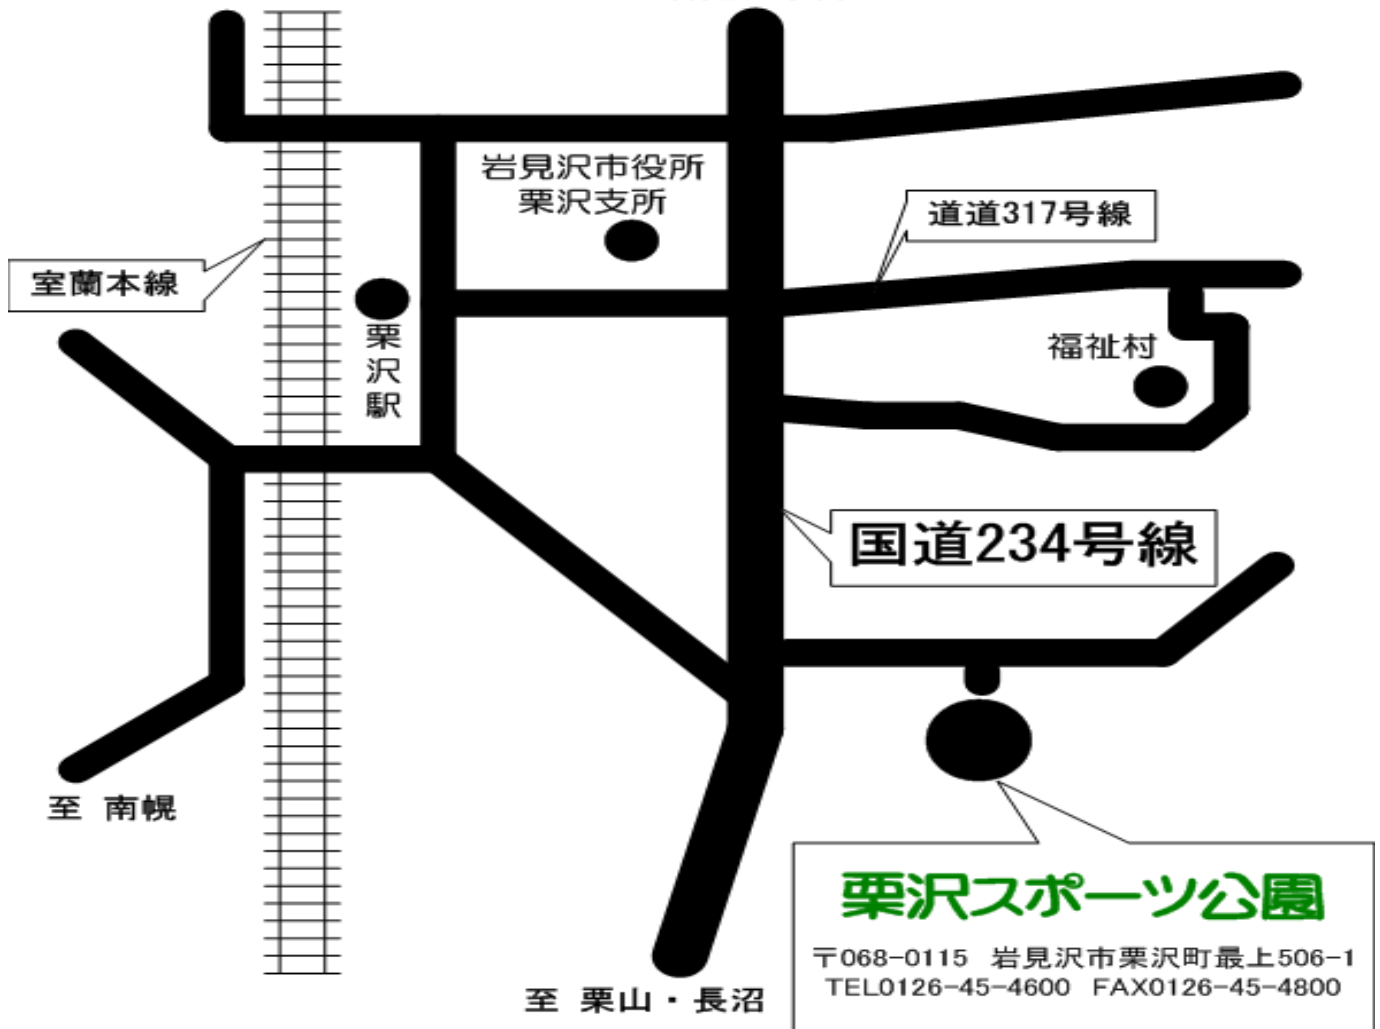 岩見沢市役所
栗沢支所
道道317号線
室蘭本線
栗沢駅
福祉村
国道234号線
至 南幌
栗沢スポーツ公園
〒068-0115 岩見沢市栗沢町最上506-1
TEL0126-45-4600 FAX0126-45-4800
至 栗山・長沼